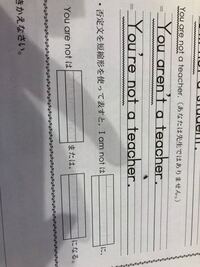 not a student.
You are not a teacher.（あなたは先生ではありません。）
= You aren't a teacher.
= You're not a teacher.
・否定文を短縮形を使って表すと、I am not は に、
You are not は または、 になる。
きかえなさい